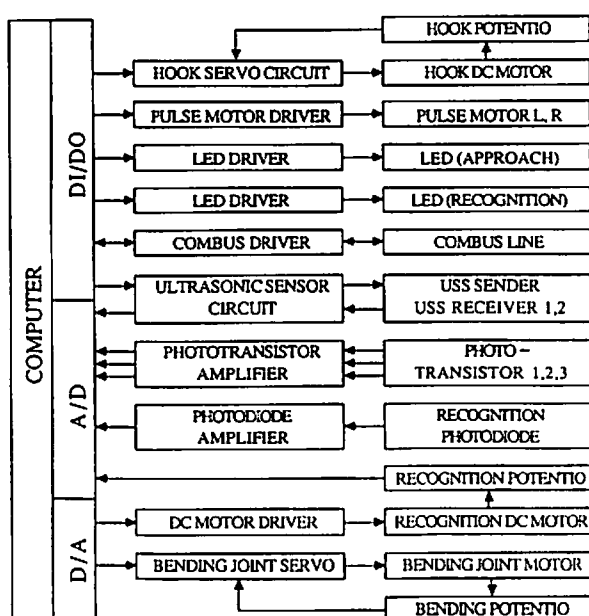 HOOK POTENTIO
HOOK SERVO CIRCUIT
HOOK DC MOTOR
PULSE MOTOR DRIVER
PULSE MOTOR L, R
LED DRIVER
LED (APPROACH)
LED DRIVER
LED (RECOGNITION)
COMBUS DRIVER
COMBUS LINE
ULTRASONIC SENSOR
CIRCUIT
USS SENDER
USS RECEIVER 1,2
PHOTOTRANSISTOR
AMPLIFIER
PHOTO –
TRANSISTOR 1,2,3
PHOTODIODE
AMPLIFIER
RECOGNITION
PHOTODIODE
RECOGNITION POTENTIO
DC MOTOR DRIVER
RECOGNITION DC MOTOR
BENDING JOINT SERVO
BENDING JOINT MOTOR
BENDING POTENTIO
COMPUTER
DI/DO
A/D
D/A